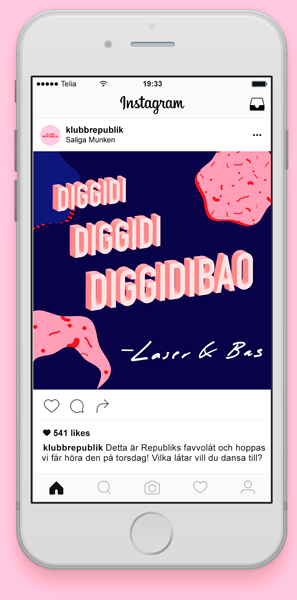 Telia 19:33
Instagram
klubbrepublik
Saliga Munken
DIGGIDI
DIGGIDI
DIGGIDIBAO
-Laser & Bas
541 likes
klubbrepublik Detta är Republiks favvolåt och hoppas
vi får höra den på torsdag! Vilka låtar vill du dansa till?